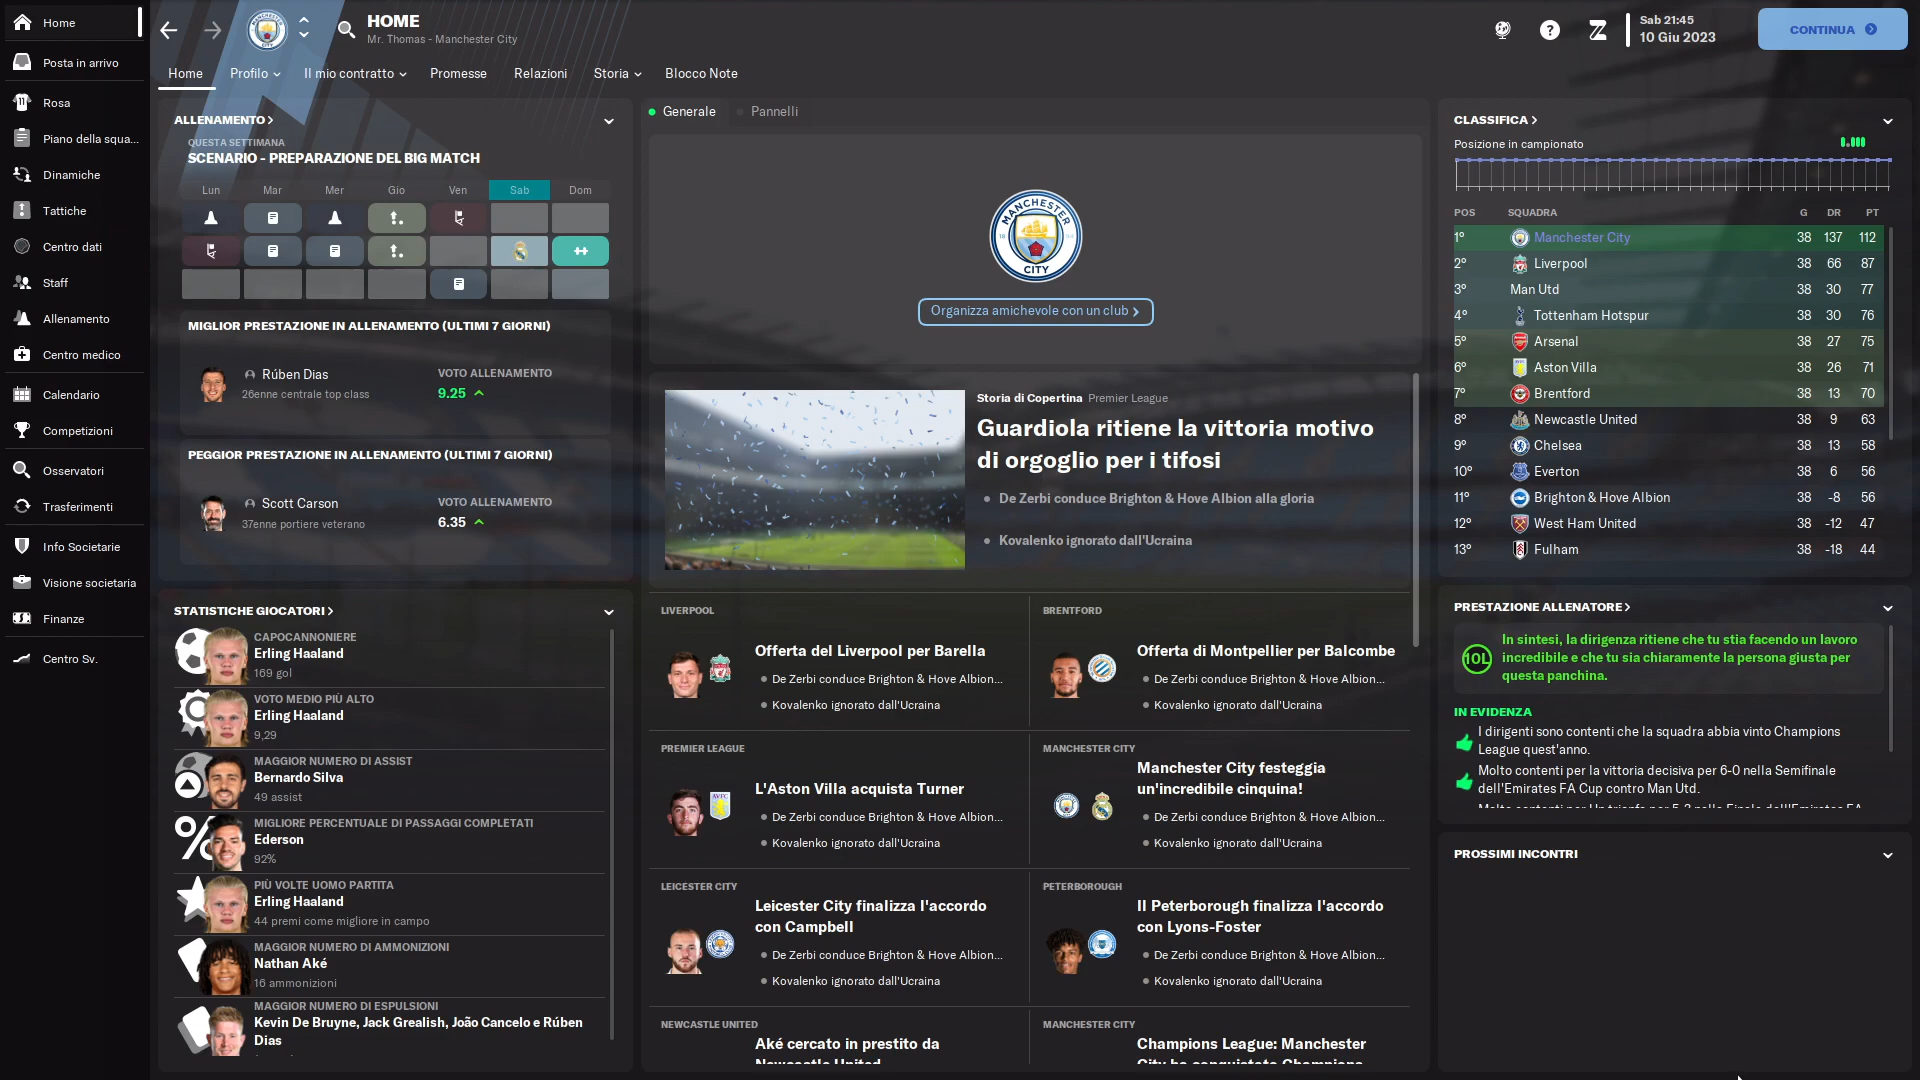 Home
Posta in arrivo
Rosa
Piano della squa...
Dinamiche
Tattiche
Centro dati
Staff
Allenamento
Centro medico
Calendario
Competizioni
Osservatori
Trasferimenti
Info Societarie
Visione societaria
Finanze
Centro Sv.
HOME
Mr. Thomas - Manchester City
Sab 21:45
10 Giu 2023
CONTINUA
Home
Profilo
Il mio contratto
Promesse
Relazioni
Storia
Blocco Note
ALLENAMENTO
QUESTA SETTIMANA
SCENARIO - PREPARAZIONE DEL BIG MATCH
Lun Mar Mer Gio Ven Sab Dom
MIGLIOR PRESTAZIONE IN ALLENAMENTO (ULTIMI 7 GIORNI)
Rúben Dias
26enne centrale top class
VOTO ALLENAMENTO
9.25
PEGGIOR PRESTAZIONE IN ALLENAMENTO (ULTIMI 7 GIORNI)
Scott Carson
37enne portiere veterano
VOTO ALLENAMENTO
6.35
STATISTICHE GIOCATORI
CAPOCANNONIERE
Erling Haaland
169 gol
VOTO MEDIO PIÙ ALTO
Erling Haaland
9,29
MAGGIOR NUMERO DI ASSIST
Bernardo Silva
49 assist
MIGLIORE PERCENTUALE DI PASSAGGI COMPLETATI
Ederson
92%
PIÙ VOLTE UOMO PARTITA
Erling Haaland
44 premi come migliore in campo
MAGGIOR NUMERO DI AMMONIZIONI
Nathan Aké
16 ammonizioni
MAGGIOR NUMERO DI ESPULSIONI
Kevin De Bruyne, Jack Grealish, João Cancelo e Rúben
Dias
Generale
Pannelli
MANCHESTER
CITY
Organizza amichevole con un club
Storia di Copertina Premier League
Guardiola ritiene la vittoria motivo
di orgoglio per i tifosi
De Zerbi conduce Brighton & Hove Albion alla gloria
Kovalenko ignorato dall'Ucraina
LIVERPOOL
Offerta del Liverpool per Barella
De Zerbi conduce Brighton & Hove Albion...
Kovalenko ignorato dall'Ucraina
BRENTFORD
Offerta di Montpellier per Balcombe
De Zerbi conduce Brighton & Hove Albion...
Kovalenko ignorato dall'Ucraina
PREMIER LEAGUE
L'Aston Villa acquista Turner
De Zerbi conduce Brighton & Hove Albion...
Kovalenko ignorato dall'Ucraina
MANCHESTER CITY
Manchester City festeggia
un'incredibile cinquina!
De Zerbi conduce Brighton & Hove Albion...
Kovalenko ignorato dall'Ucraina
LEICESTER CITY
Leicester City finalizza l'accordo
con Campbell
De Zerbi conduce Brighton & Hove Albion...
Kovalenko ignorato dall'Ucraina
PETERBOROUGH
Il Peterborough finalizza l'accordo
con Lyons-Foster
De Zerbi conduce Brighton & Hove Albion...
Kovalenko ignorato dall'Ucraina
NEWCASTLE UNITED
Aké cercato in prestito da
Newcastle United
MANCHESTER CITY
Champions League: Manchester
City ha conquistato Champions
CLASSIFICA
Posizione in campionato
POS SQUADRA G DR PT
1º Manchester City 38 137 112
2º Liverpool 38 66 87
3º Man Utd 38 30 77
4º Tottenham Hotspur 38 30 76
5º Arsenal 38 27 75
6º Aston Villa 38 26 71
7º Brentford 38 13 70
8º Newcastle United 38 9 63
9º Chelsea 38 13 58
10º Everton 38 6 56
11º Brighton & Hove Albion 38 -8 56
12º West Ham United 38 -12 47
13º Fulham 38 -18 44
PRESTAZIONE ALLENATORE
10L
In sintesi, la dirigenza ritiene che tu stia facendo un lavoro
incredibile e che tu sia chiaramente la persona giusta per
questa panchina.
IN EVIDENZA
I dirigenti sono contenti che la squadra abbia vinto Champions
League quest'anno.
Molto contenti per la vittoria decisiva per 6-0 nella Semifinale
dell'Emirates FA Cup contro Man Utd.
PROSSIMI INCONTRI